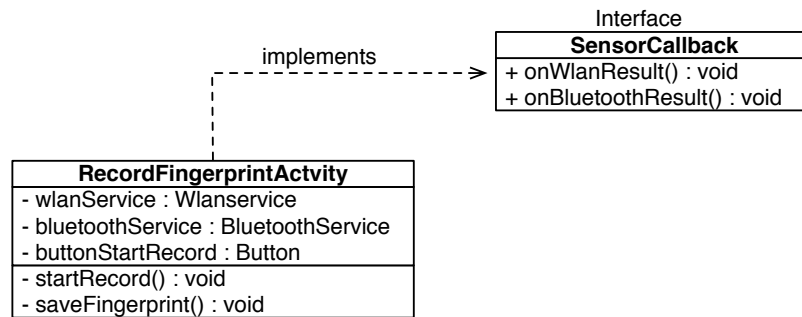 Interface
SensorCallback
+ onWlanResult() : void
+ onBluetoothResult() : void
implements
RecordFingerprintActvity
- wlanService : Wlanservice
- bluetoothService : BluetoothService
- buttonStartRecord : Button
- startRecord() : void
- saveFingerprint() : void